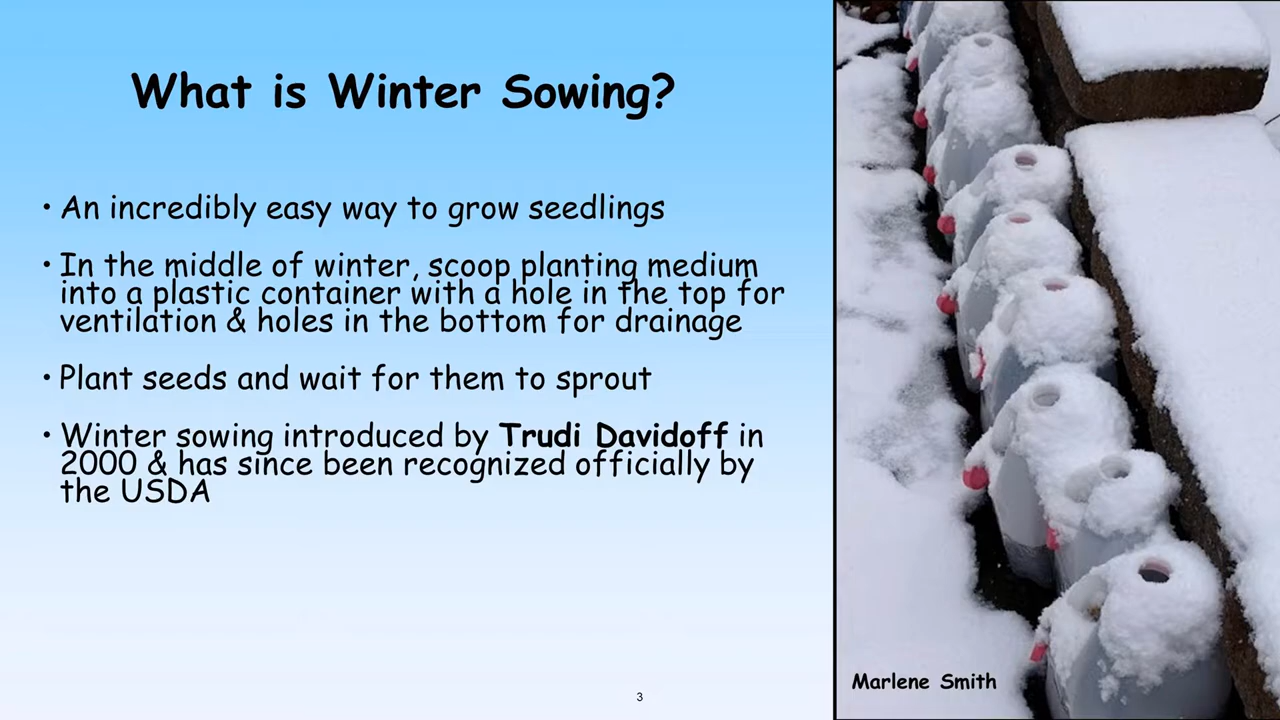 What is Winter Sowing?
• An incredibly easy way to grow seedlings
• In the middle of winter, scoop planting medium
into a plastic container with a hole in the top for
ventilation & holes in the bottom for drainage
• Plant seeds and wait for them to sprout
• Winter sowing introduced by Trudi Davidoff in
2000 & has since been recognized officially by
the USDA
Marlene Smith
3